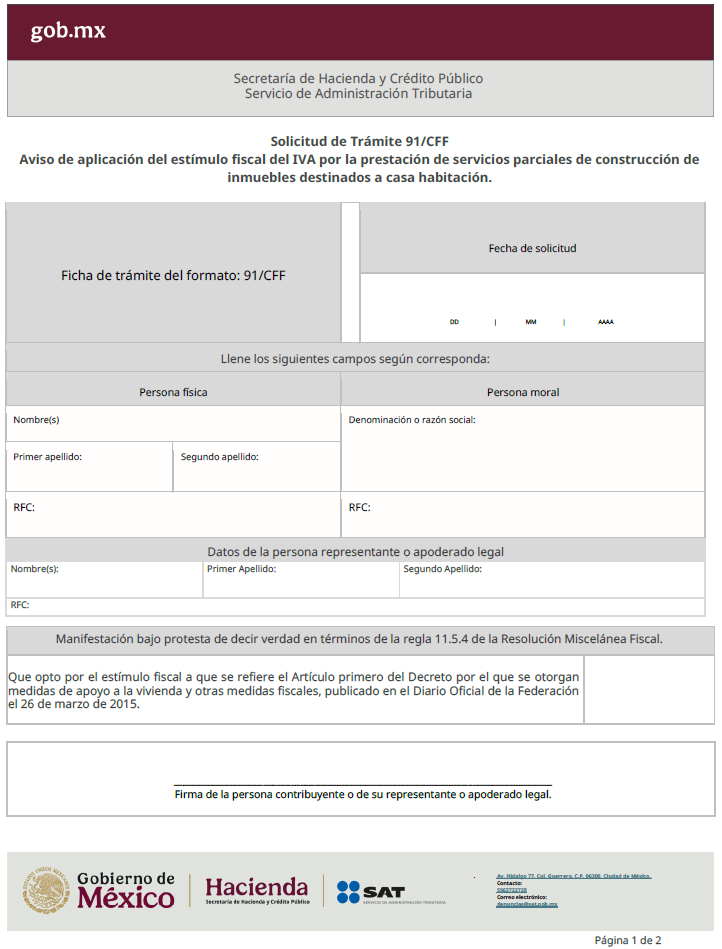 gob.mx
Secretaría de Hacienda y Crédito Público
Servicio de Administración Tributaria
Solicitud de Trámite 91/CFF
Aviso de aplicación del estímulo fiscal del IVA por la prestación de servicios parciales de construcción de
inmuebles destinados a casa habitación.
Ficha de trámite del formato: 91/CFF
Fecha de solicitud
DD | MM | AAAA
Llene los siguientes campos según corresponda:
Persona física
Persona moral
Nombre(s)
Denominación o razón social:
Primer apellido:
Segundo apellido:
RFC:
RFC:
Datos de la persona representante o apoderado legal
Nombre(s):
Primer Apellido:
Segundo Apellido:
RFC:
Manifestación bajo protesta de decir verdad en términos de la regla 11.5.4 de la Resolución Miscelánea Fiscal.
Que opto por el estímulo fiscal a que se refiere el Artículo primero del Decreto por el que se otorgan
medidas de apoyo a la vivienda y otras medidas fiscales, publicado en el Diario Oficial de la Federación
el 26 de marzo de 2015.
Firma de la persona contribuyente o de su representante o apoderado legal.
Gobierno de
México
Hacienda
Secretaría de Hacienda y Crédito Público
SAT
SERVICIO DE ADMINISTRACIÓN TRIBUTARIA
Av. Hidalgo 77, Col. Guerrero, C.P. 06300, Ciudad de México.
Contacto:
5562722728
Correo electrónico:
denuncias@sat.gob.mx
Página 1 de 2